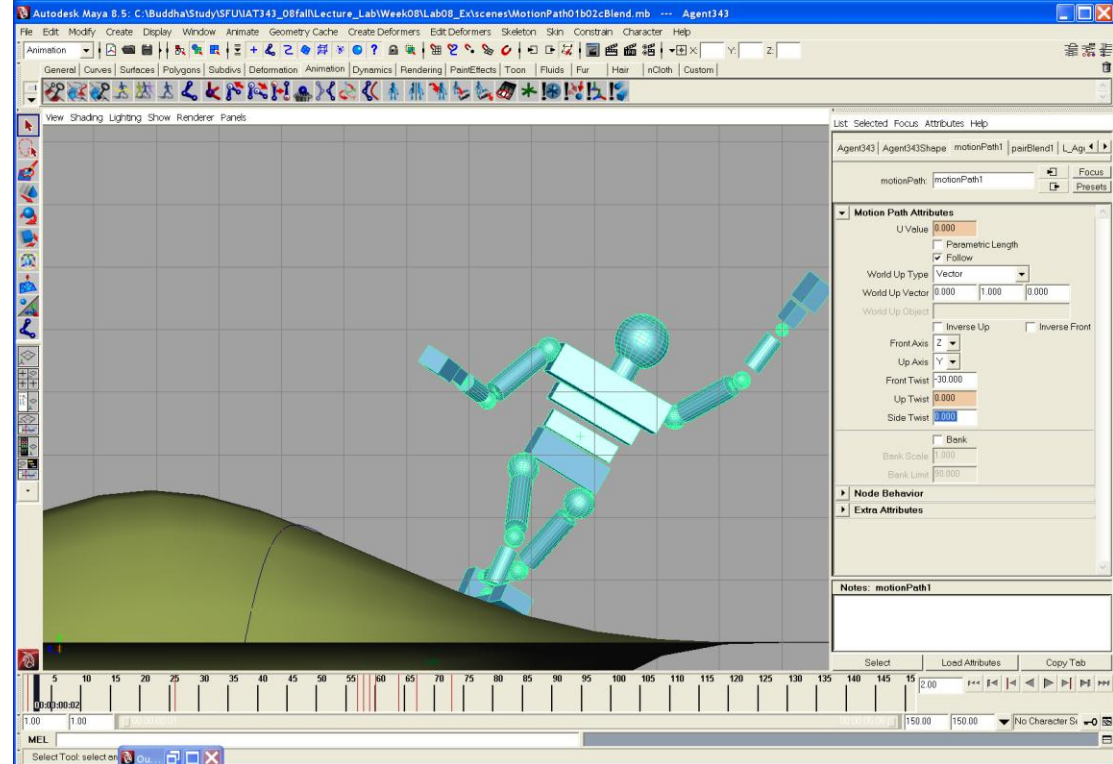 Autodesk Maya 8.5: C:\Buddha\Study\SFU\IAT343_08fall\Lecture_Lab\Week08\Lab08_Ex\scenes\MotionPath01b02cBlend.mb --- Agent343
File Edit Modify Create Display Window Animate Geometry Cache Create Deformers Edit Deformers Skeleton Skin Constrain Character Help
Animation X: Y: Z:
General Curves Surfaces Polygons Subdivs Deformation Animation Dynamics Rendering PaintEffects Toon Fluids Fur Hair nCloth Custom
View Shading Lighting Show Renderer Panels
List Selected Focus Attributes Help
Agent343 Agent343Shape motionPath1 pairBlend1 L_Age
motionPath: motionPath1
Focus
Presets
Motion Path Attributes
U Value 0.000
Parametric Length
Follow
World Up Type Vector
World Up Vector 0.000 1.000 0.000
World Up Object
Inverse Up Inverse Front
Front Axis Z
Up Axis Y
Front Twist -30.000
Up Twist 0.000
Side Twist 0.000
Bank
Bank Scale 1.000
Bank Limit 90.000
Node Behavior
Extra Attributes
Notes: motionPath1
Select Load Attributes Copy Tab
5 10 15 20 25 30 35 40 45 50 55 60 65 70 75 80 85 90 95 100 105 110 115 120 125 130 135 140 145 15
2.00
00:00:00:02
1.00 1.00 150.00 150.00 No Character Se
MEL
Select Tool: select an
Ou...